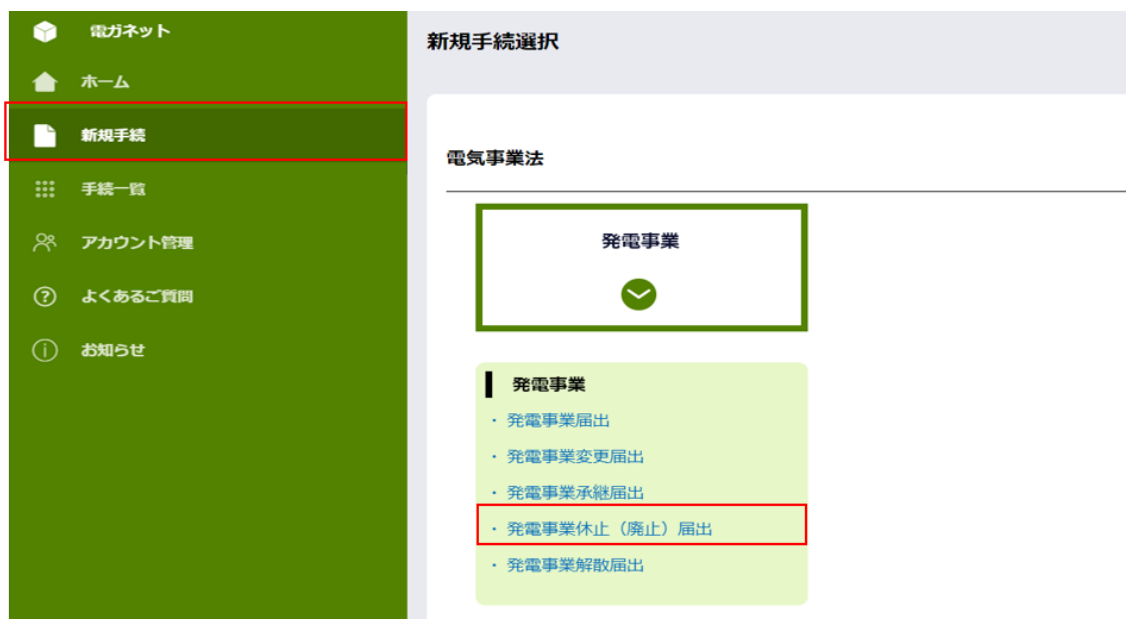 電ガネット
ホーム
新規手続
手続一覧
アカウント管理
よくあるご質問
お知らせ
新規手続選択
電気事業法
発電事業
発電事業
・ 発電事業届出
・ 発電事業変更届出
・ 発電事業承継届出
・ 発電事業休止（廃止）届出
・ 発電事業解散届出